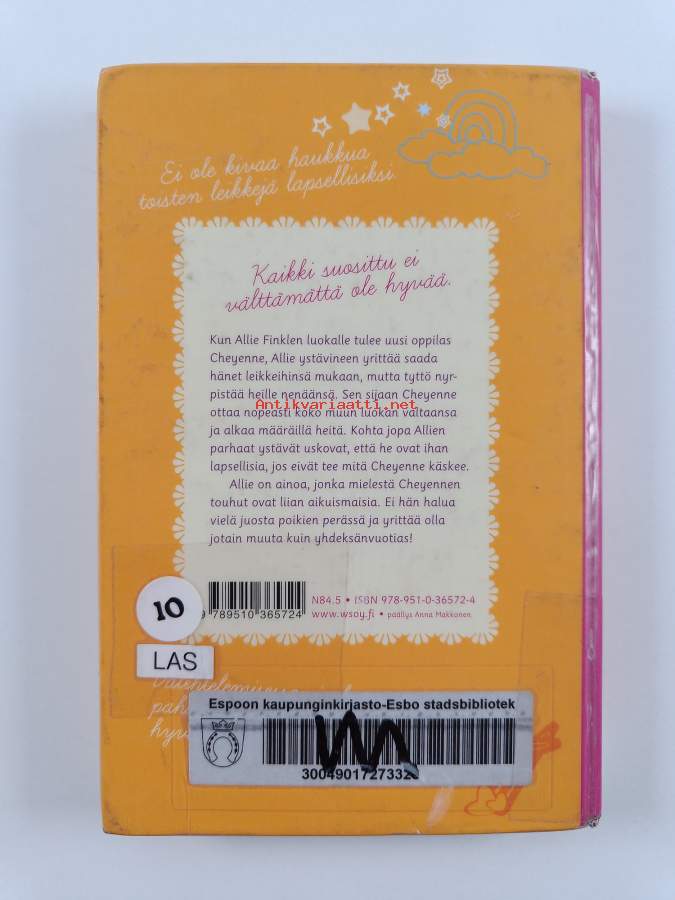 Ei ole kivaa haukkua
toisten leikkejä lapsellisiksi.
Kaikki suosittu ei
välttämättä ole hyvää.
Kun Allie Finklen luokalle tulee uusi oppilas
Cheyenne, Allie ystävineen yrittää saada
hänet leikkeihinsä mukaan, mutta tyttö nyr-
pistää heille nenäänsä. Sen sijaan Cheyenne
ottaa nopeasti koko muun luokan valtaansa
Antikvariaatti.net
ja alkaa määräillä heitä. Kohta jopa Allien
parhaat ystävät uskovat, että he ovat ihan
lapsellisia, jos eivät tee mitä Cheyenne käskee.
Allie on ainoa, jonka mielestä Cheyennen
touhut ovat liian aikuismaisia. Ei hän halua
vielä juosta poikien perässä ja yrittää olla
jotain muuta kuin yhdeksänvuotias!
N84.5 • ISBN 978-951-0-36572-4
www.wsoy.fi • päällys Anna Makkonen
9 789510 365724
10
LAS
Espoon kaupunginkirjasto-Esbo stadsbibliotek